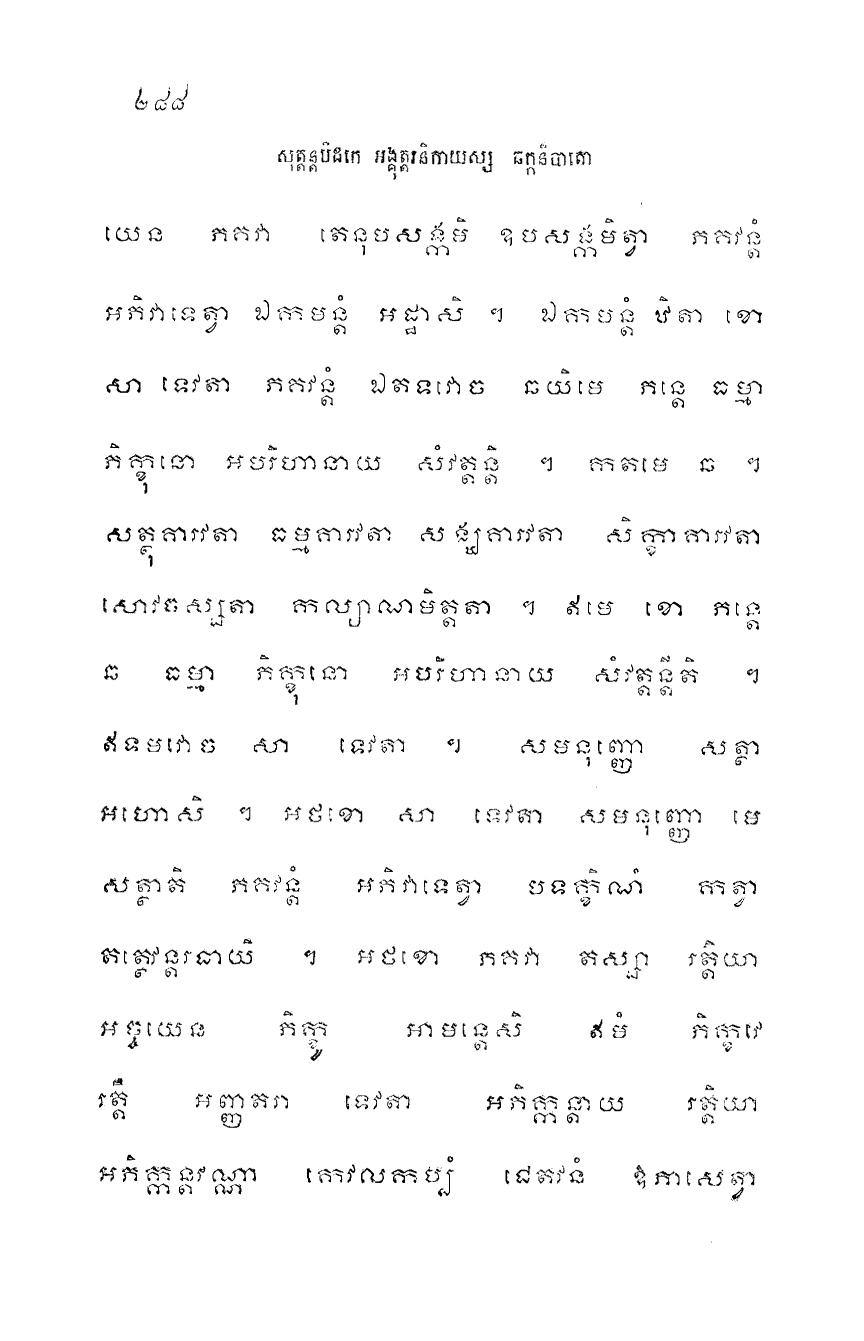 ២៨៨
សុត្តន្តបិដកេ អង្គុត្តរនិកាយស្ស ឆក្កនិបាតោ
យេន ភគវា តេនុបសង្កមិ ឧបសង្កមិត្វា ភគវន្តំ
អភិវាទេត្វា ឯកមន្តំ អដ្ឋាសិ ។ ឯកមន្តំ ឋិតា ខោ
សា ទេវតា ភគវន្តំ ឯតទវោច ឆយិមេ ភន្តេ ធម្មា
ភិក្ខុនោ អបរិហានាយ សំវត្តន្តិ ។ កតមេ ឆ ។
សត្ថុគារវតា ធម្មគារវតា សង្ឃគារវតា សិក្ខាគារវតា
សោវចស្សតា កល្យាណមិត្តតា ។ ឥមេ ខោ ភន្តេ
ឆ ធម្មា ភិក្ខុនោ អបរិហានាយ សំវត្តន្តីតិ ។
ឥទមវោច សា ទេវតា ។ សមនុញ្ញោ សត្ថា
អហោសិ ។ អថខោ សា ទេវតា សមនុញ្ញោ មេ
សត្ថាតិ ភគវន្តំ អភិវាទេត្វា បទក្ខិណំ កត្វា
តត្ថេវន្តរធាយិ ។ អថខោ ភគវា តស្សា រត្តិយា
អច្ចយេន ភិក្ខូ អាមន្តេសិ ឥមំ ភិក្ខវេ
រត្តឹ អញ្ញតរា ទេវតា អភិក្កន្តាយ រត្តិយា
អភិក្កន្តវណ្ណា កេវលកប្បំ ជេតវនំ ឱភាសេត្វា